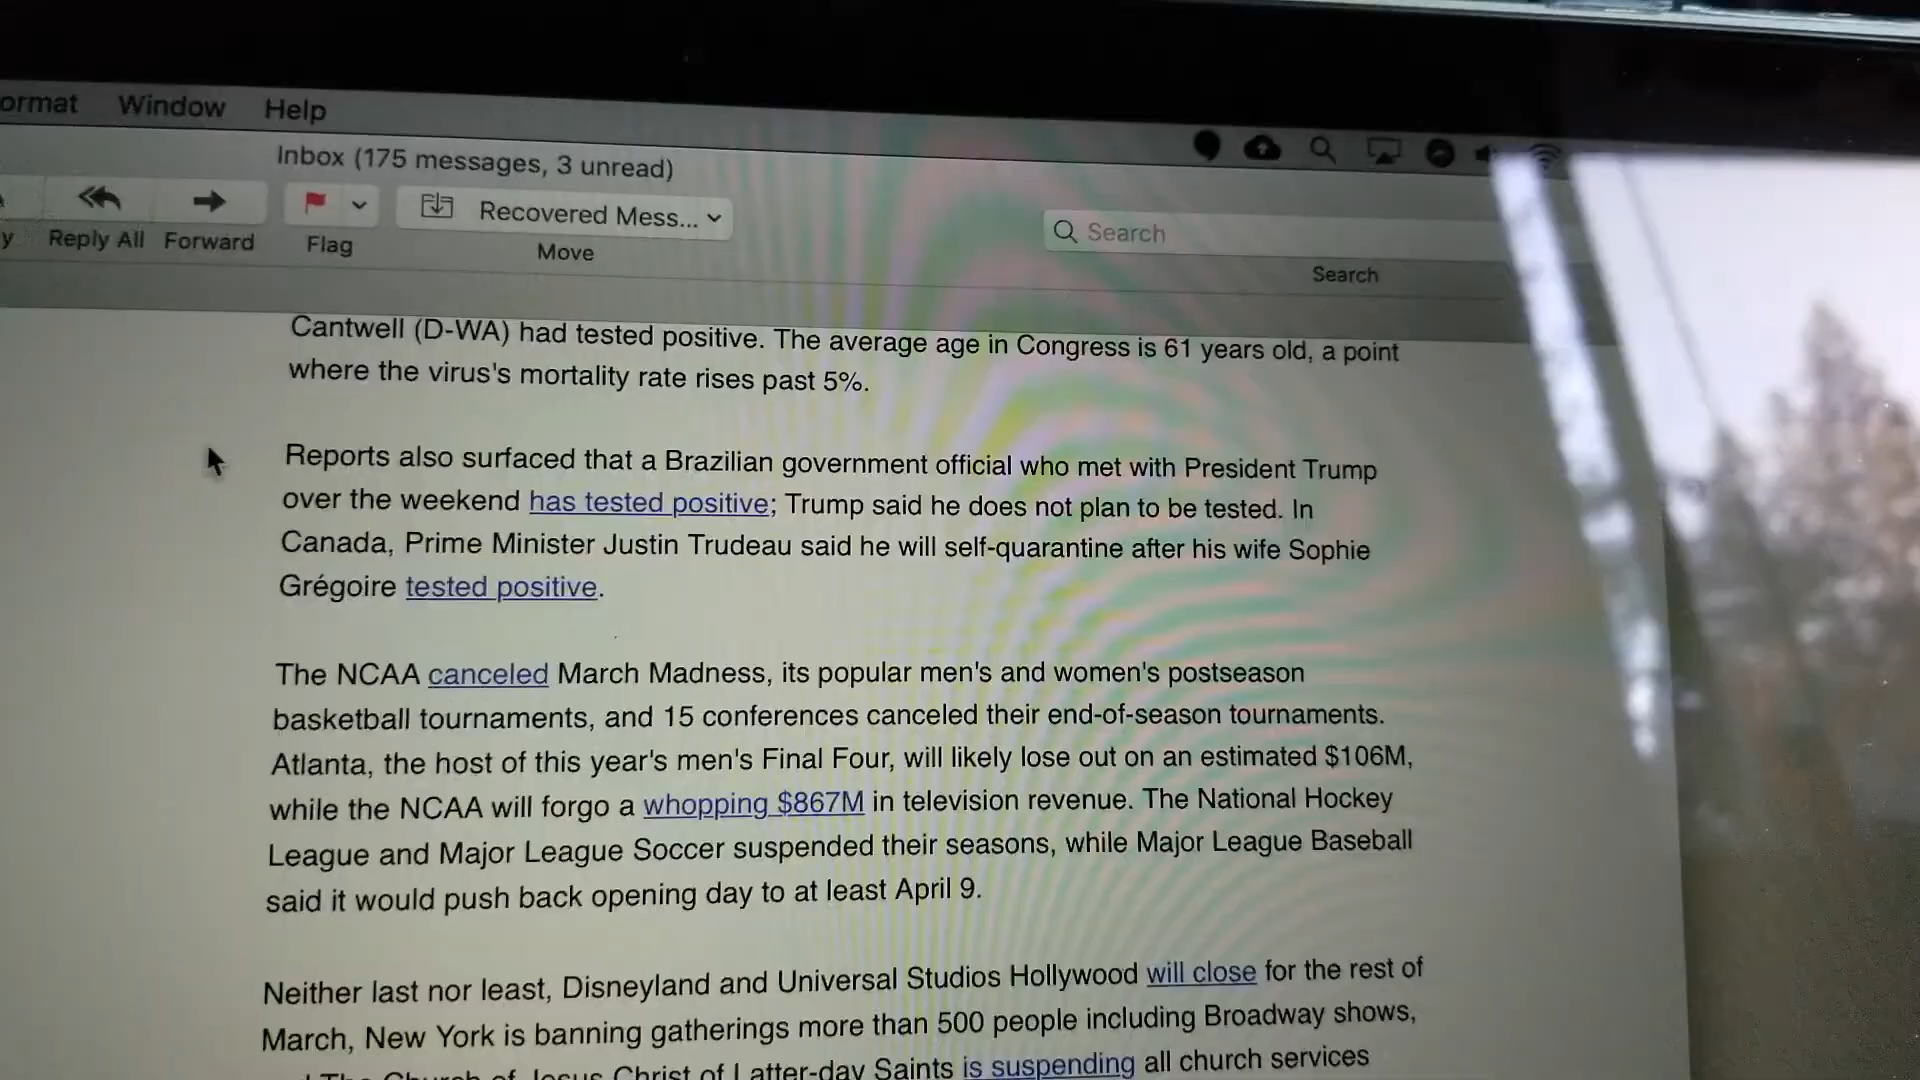 ormat Window Help
Inbox (175 messages, 3 unread)
Recovered Mess...
Search
y Reply All Forward Flag Move Search
Cantwell (D-WA) had tested positive. The average age in Congress is 61 years old, a point
where the virus's mortality rate rises past 5%.
Reports also surfaced that a Brazilian government official who met with President Trump
over the weekend has tested positive; Trump said he does not plan to be tested. In
Canada, Prime Minister Justin Trudeau said he will self-quarantine after his wife Sophie
Grégoire tested positive.
The NCAA canceled March Madness, its popular men's and women's postseason
basketball tournaments, and 15 conferences canceled their end-of-season tournaments.
Atlanta, the host of this year's men's Final Four, will likely lose out on an estimated $106M,
while the NCAA will forgo a whopping $867M in television revenue. The National Hockey
League and Major League Soccer suspended their seasons, while Major League Baseball
said it would push back opening day to at least April 9.
Neither last nor least, Disneyland and Universal Studios Hollywood will close for the rest of
March, New York is banning gatherings more than 500 people including Broadway shows,
The Church of Jesus Christ of Latter-day Saints is suspending all church services